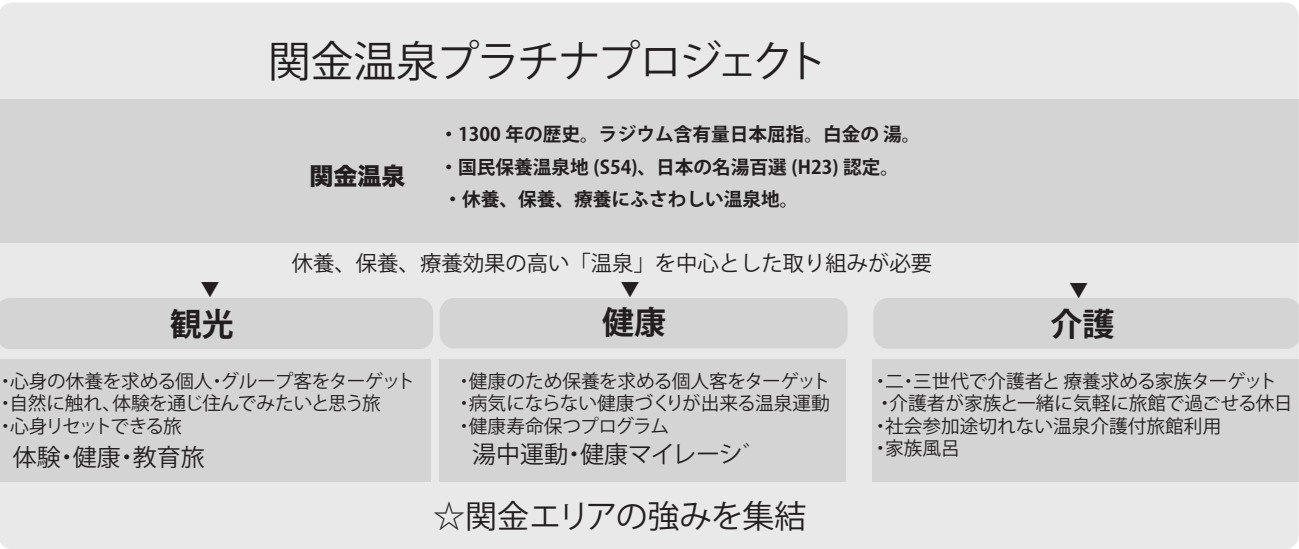 関金温泉プラチナプロジェクト
関金温泉
・1300 年の歴史。ラジウム含有量日本屈指。白金の 湯。
・国民保養温泉地 (S54)、日本の名湯百選 (H23) 認定。
・休養、保養、療養にふさわしい温泉地。
休養、保養、療養効果の高い「温泉」を中心とした取り組みが必要
▼ ▼ ▼
観光
・心身の休養を求める個人・グループ客をターゲット
・自然に触れ、体験を通じ住んでみたいと思う旅
・心身リセットできる旅
体験・健康・教育旅
健康
・健康のため保養を求める個人客をターゲット
・病気にならない健康づくりが出来る温泉運動
・健康寿命保つプログラム
湯中運動・健康マイレーシ゛
介護
・二・三世代で介護者と 療養求める家族ターゲット
・介護者が家族と一緒に気軽に旅館で過ごせる休日
・社会参加途切れない温泉介護付旅館利用
・家族風呂
☆関金エリアの強みを集結